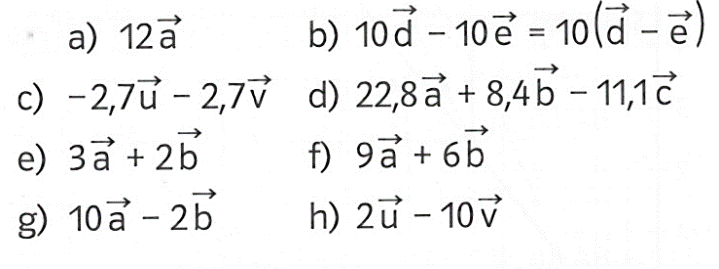 a) 12a⃗ b) 10d⃗ − 10e⃗ = 10(d⃗ − e⃗)
c) −2,7u⃗ − 2,7v⃗ d) 22,8a⃗ + 8,4b⃗ − 11,1c⃗
e) 3a⃗ + 2b⃗ f) 9a⃗ + 6b⃗
g) 10a⃗ − 2b⃗ h) 2u⃗ − 10v⃗